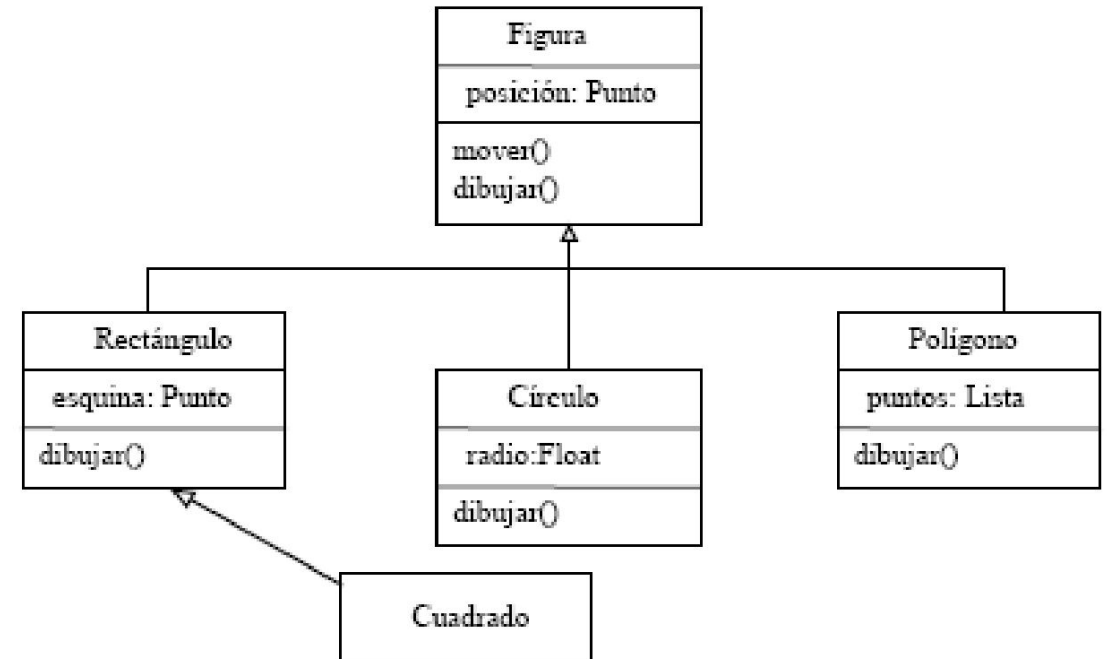 Figura
posición: Punto
mover()
dibujar()
Rectángulo
esquina: Punto
dibujar()
Círculo
radio:Float
dibujar()
Polígono
puntos: Lista
dibujar()
Cuadrado